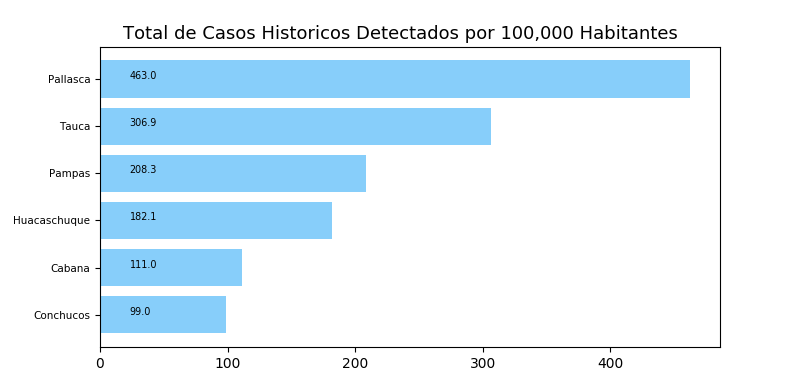 Total de Casos Historicos Detectados por 100,000 Habitantes
Pallasca 463.0
Tauca 306.9
Pampas 208.3
Huacaschuque 182.1
Cabana 111.0
Conchucos 99.0
0 100 200 300 400